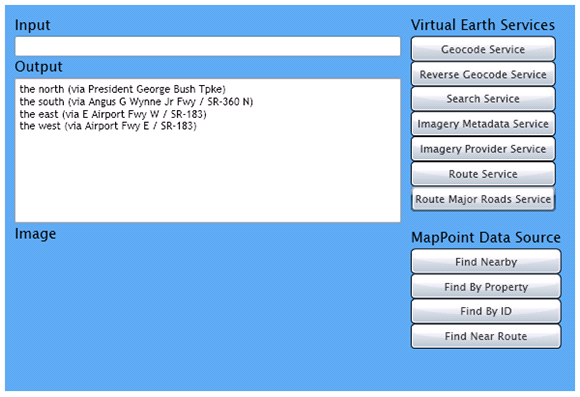 Input
Output
the north (via President George Bush Tpke)
the south (via Angus G Wynne Jr Fwy / SR-360 N)
the east (via E Airport Fwy W / SR-183)
the west (via Airport Fwy E / SR-183)
Image
Virtual Earth Services
Geocode Service
Reverse Geocode Service
Search Service
Imagery Metadata Service
Imagery Provider Service
Route Service
Route Major Roads Service
MapPoint Data Source
Find Nearby
Find By Property
Find By ID
Find Near Route